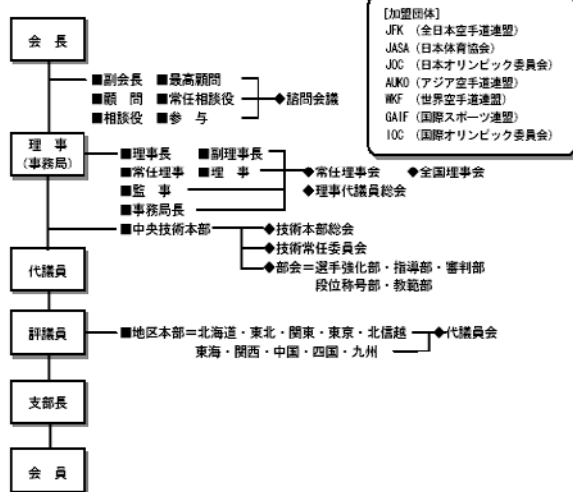 会 長
[加盟団体]
JFK (全日本空手道連盟)
JASA (日本体育協会)
JOC (日本オリンピック委員会)
AUKO (アジア空手道連盟)
WKF (世界空手道連盟)
GAIF (国際スポーツ連盟)
IOC (国際オリンピック委員会)
■副会長 ■最高顧問
■顧 問 ■常任相談役 ◆諮問会議
■相談役 ■参 与
理 事
(事務局)
■理事長 ■副理事長
■常任理事 ■理 事 ◆常任理事会 ◆全国理事会
■監 事 ◆理事代議員総会
■事務局長
■中央技術本部 ◆技術本部総会
◆技術常任委員会
◆部会=選手強化部・指導部・審判部
段位称号部・教範部
代議員
評議員
■地区本部=北海道・東北・関東・東京・北信越 ◆代議員会
東海・関西・中国・四国・九州
支部長
会 員